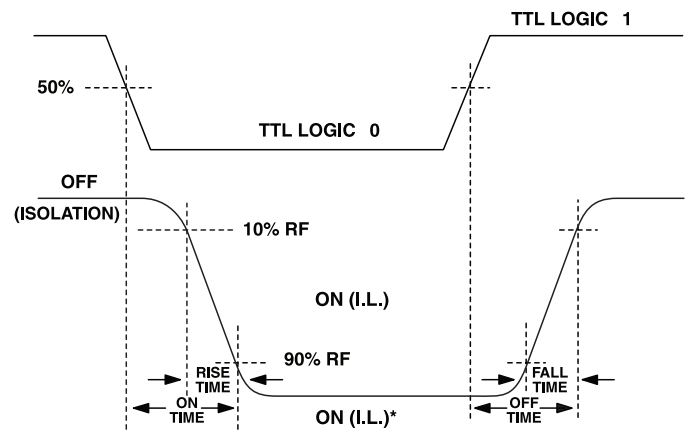 TTL LOGIC 1
50%
TTL LOGIC 0
OFF
(ISOLATION)
10% RF
ON (I.L.)
90% RF
RISE
TIME
FALL
TIME
ON
TIME
OFF
TIME
ON (I.L.)*